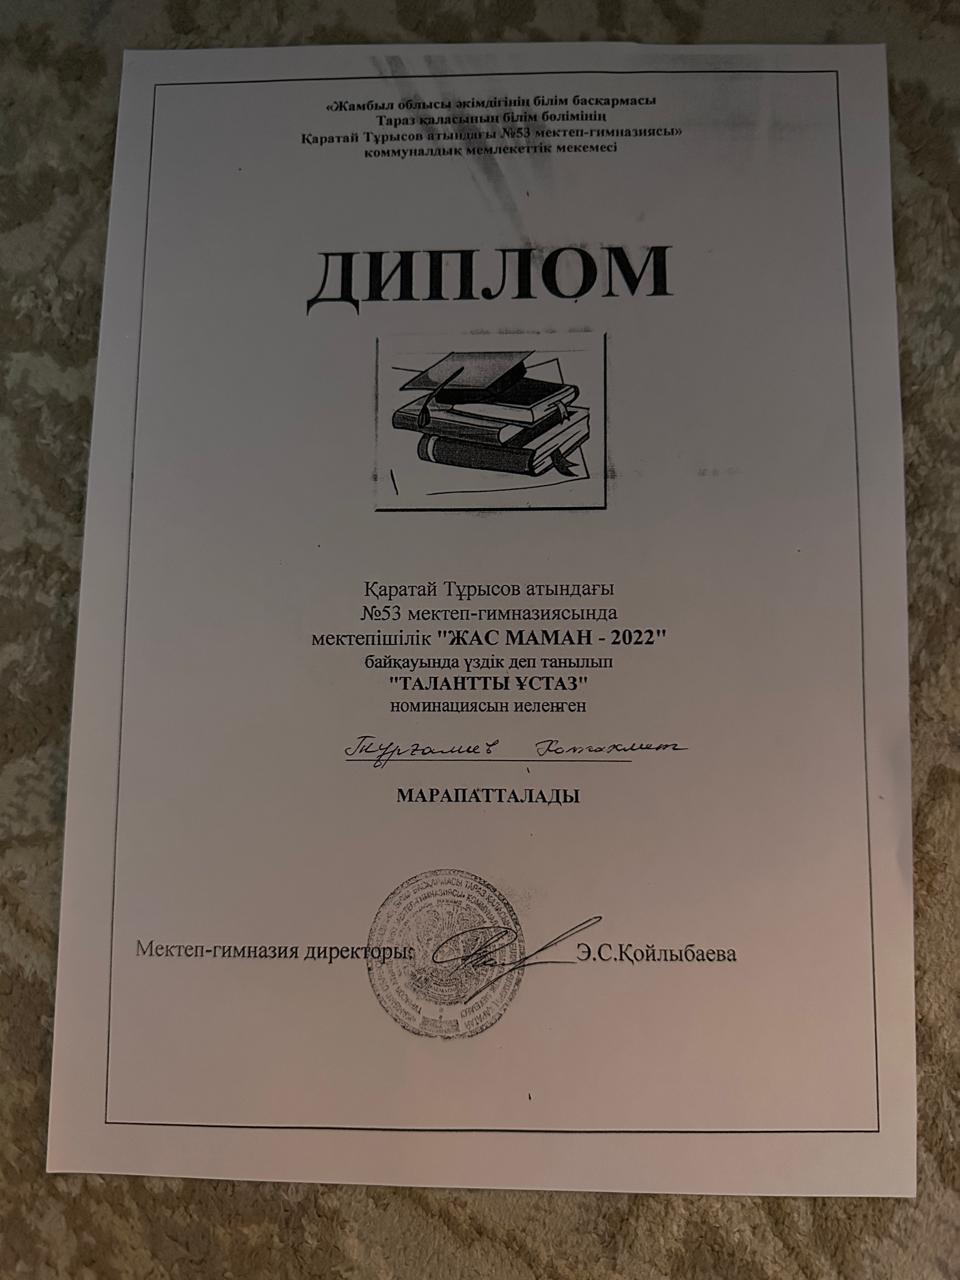 «Жамбыл облысы әкімдігінің білім басқармасы
Тараз қаласының білім бөлімінің
Қаратай Тұрысов атындағы №53 мектеп-гимназиясы»
коммуналдық мемлекеттік мекемесі
ДИПЛОМ
Қаратай Тұрысов атындағы
№53 мектеп-гимназиясында
мектепішілік "ЖАС МАМАН - 2022"
байқауында үздік деп танылып
"ТАЛАНТТЫ ҰСТАЗ"
номинациясын иеленген
МАРАПАТТАЛАДЫ
Мектеп-гимназия директоры: Э.С.Қойлыбаева